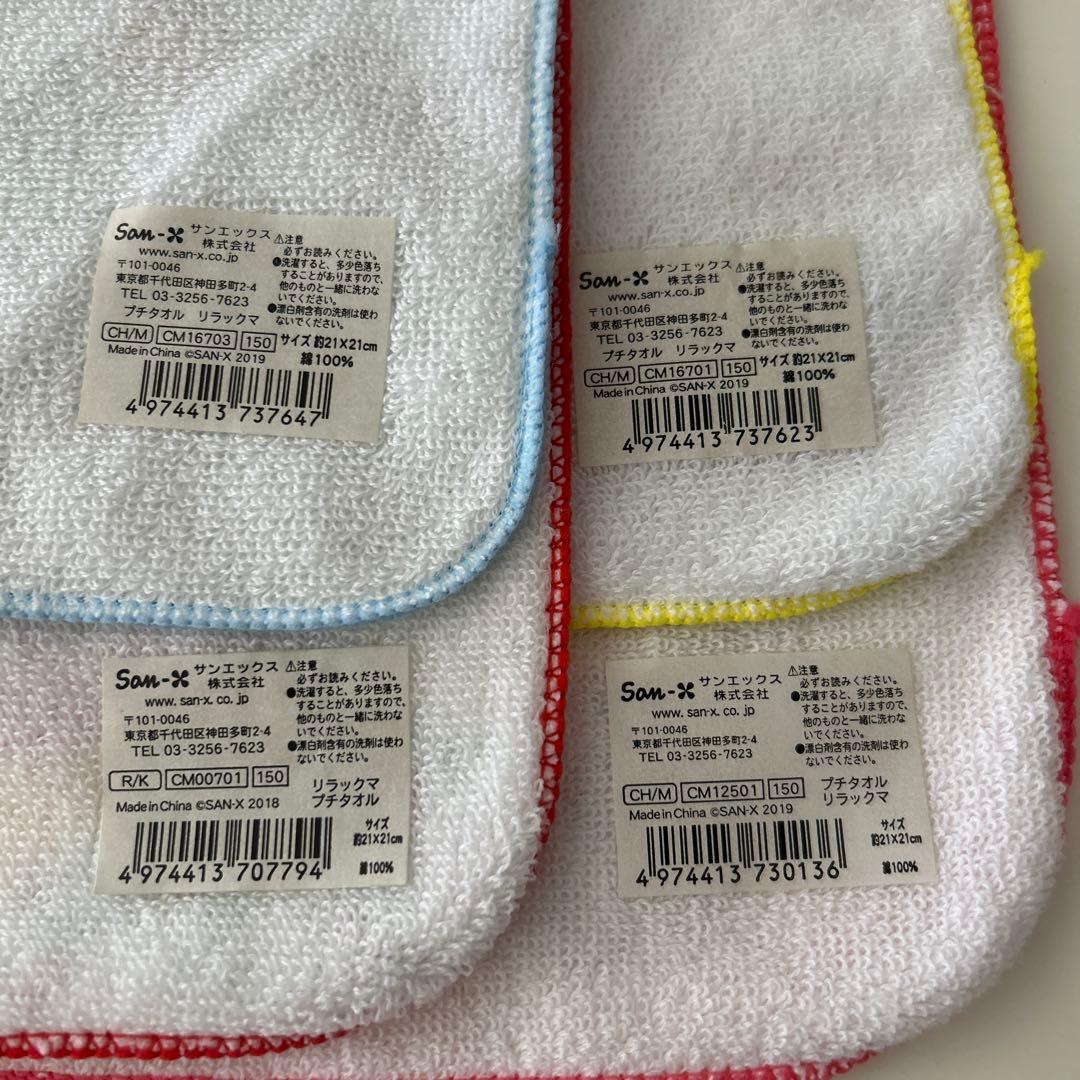 San-X サンエックス
株式会社
www.san-x.co.jp
〒101-0046
東京都千代田区神田多町2-4
TEL 03-3256-7623
プチタオル リラックマ
⚠注意
必ずお読みください。
●洗濯すると、多少色落ち
することがありますので、
他のものと一緒に洗わな
いでください。
●漂白剤含有の洗剤は使わ
ないでください。
CH/M CM16703 150 サイズ 約21×21cm
Made in China ©SAN-X 2019 綿100%
4 974413 737647
San-X サンエックス
株式会社
www.san-x.co.jp
〒101-0046
東京都千代田区神田多町2-4
TEL 03-3256-7623
プチタオル リラックマ
⚠注意
必ずお読みください。
●洗濯すると、多少色落ち
することがありますので、
他のものと一緒に洗わな
いでください。
●漂白剤含有の洗剤は使わ
ないでください。
CH/M CM16701 150 サイズ 約21×21cm
Made in China ©SAN-X 2019 綿100%
4 974413 737623
San-X サンエックス
株式会社
www. san-x. co. jp
〒101-0046
東京都千代田区神田多町2-4
TEL 03-3256-7623
⚠注意
必ずお読みください。
●洗濯すると、多少色落ち
することがありますので、
他のものと一緒に洗わな
いでください。
●漂白剤含有の洗剤は使わ
ないでください。
R/K CM00701 150 リラックマ
プチタオル
Made in China ©SAN-X 2018
サイズ
約21×21cm
綿100%
4 974413 707794
San-X サンエックス
株式会社
www. san-x. co. jp
〒101-0046
東京都千代田区神田多町2-4
TEL 03-3256-7623
⚠注意
必ずお読みください。
●洗濯すると、多少色落ち
することがありますので、
他のものと一緒に洗わな
いでください。
●漂白剤含有の洗剤は使わ
ないでください。
CH/M CM12501 150 プチタオル
リラックマ
Made in China ©SAN-X 2019
サイズ
約21×21cm
綿100%
4 974413 730136